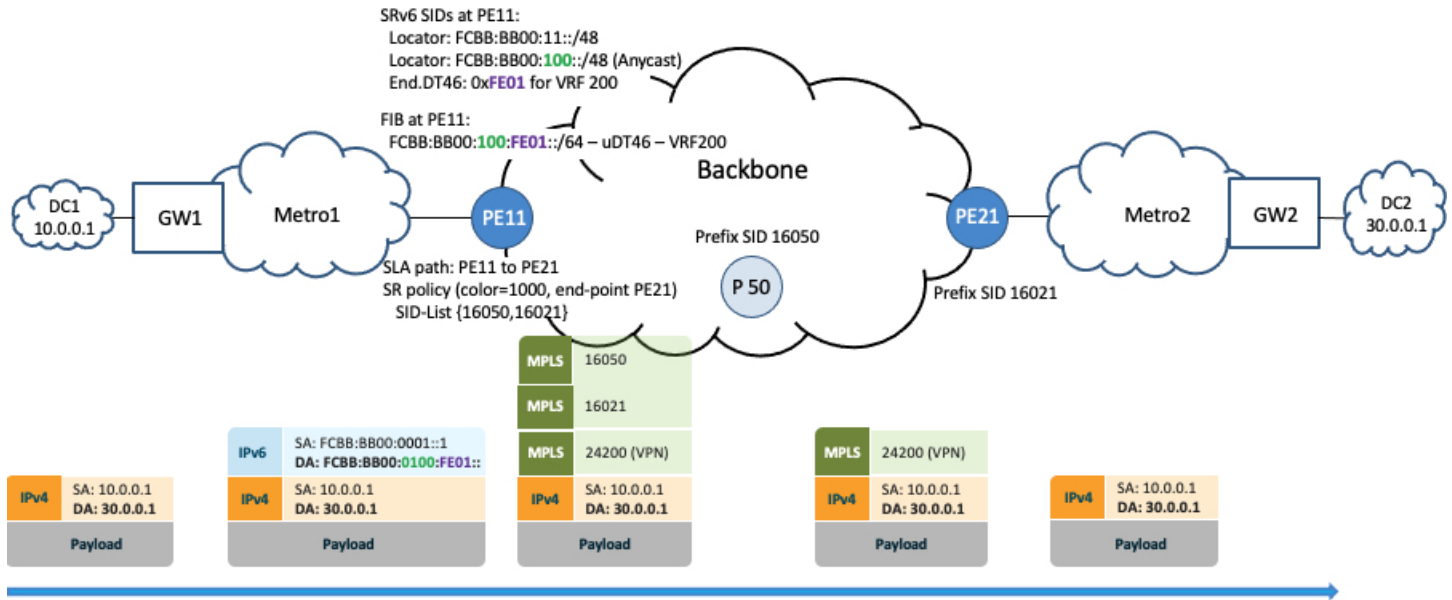 SRv6 SIDs at PE11:
Locator: FCBB:BB00:11::/48
Locator: FCBB:BB00:100::/48 (Anycast)
End.DT46: 0xFE01 for VRF 200
FIB at PE11:
FCBB:BB00:100:FE01::/64 – uDT46 – VRF200
Backbone
DC1
10.0.0.1
GW1
Metro1
PE11
PE21
Metro2
GW2
DC2
30.0.0.1
Prefix SID 16050
P 50
Prefix SID 16021
SLA path: PE11 to PE21
SR policy (color=1000, end-point PE21)
SID-List {16050,16021}
IPv4
SA: 10.0.0.1
DA: 30.0.0.1
Payload
IPv6
SA: FCBB:BB00:0001::1
DA: FCBB:BB00:0100:FE01::
IPv4
SA: 10.0.0.1
DA: 30.0.0.1
Payload
MPLS 16050
MPLS 16021
MPLS 24200 (VPN)
IPv4
SA: 10.0.0.1
DA: 30.0.0.1
Payload
MPLS 24200 (VPN)
IPv4
SA: 10.0.0.1
DA: 30.0.0.1
Payload
IPv4
SA: 10.0.0.1
DA: 30.0.0.1
Payload